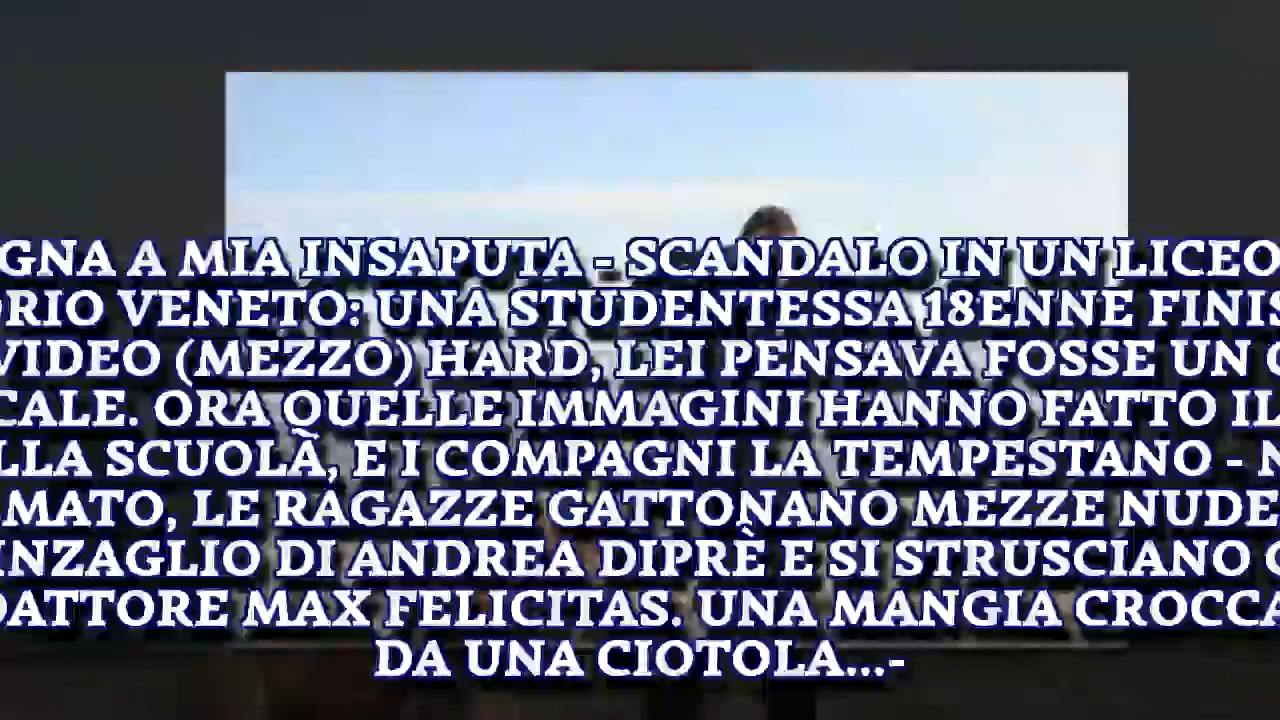 GNA A MIA INSAPUTA - SCANDALO IN UN LICEO
ORIO VENETO: UNA STUDENTESSA 18ENNE FINIS
VIDEO (MEZZO) HARD, LEI PENSAVA FOSSE UN
CALE. ORA QUELLE IMMAGINI HANNO FATTO IL
LLA SCUOLÀ, E I COMPAGNI LA TEMPESTANO -
MATO, LE RAGAZZE GATTONANO MEZZE NUDE
INZAGLIO DI ANDREA DIPRÈ E SI STRUSCIANO
DATTORE MAX FELICITAS. UNA MANGIA CROCCA
DA UNA CIOTOLA...-